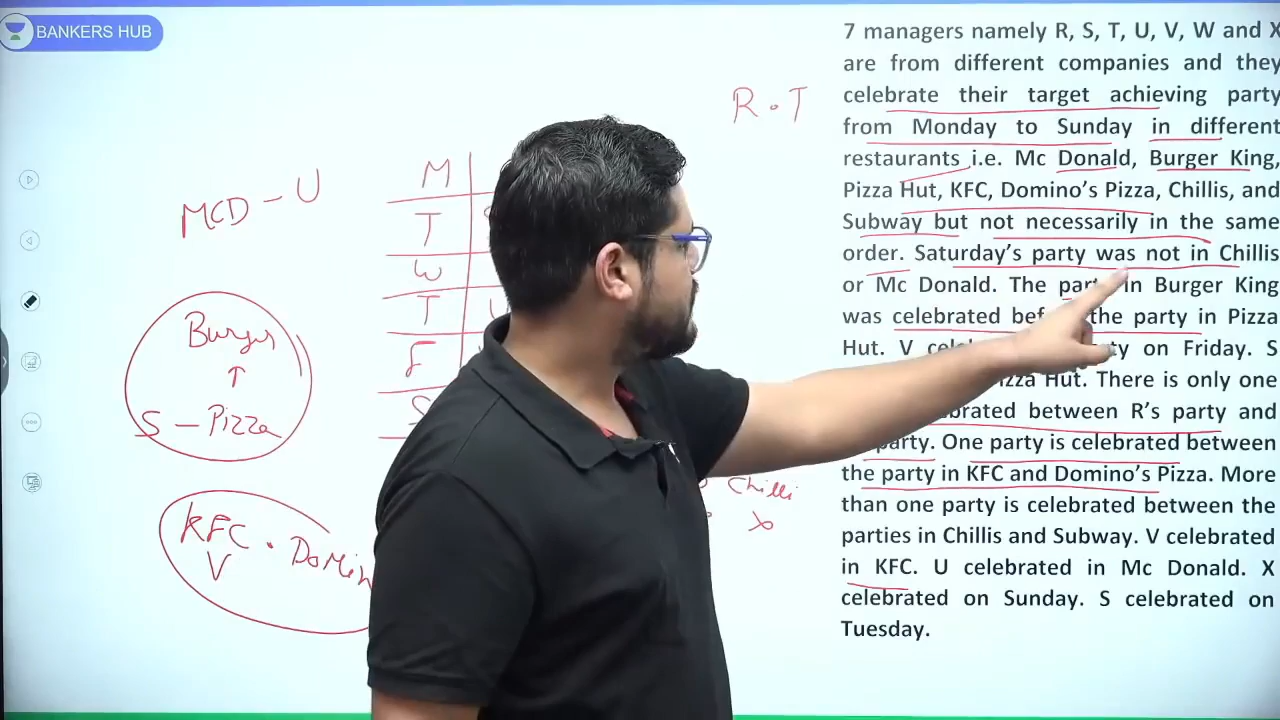 BANKERS HUB
7 managers namely R, S, T, U, V, W and X
are from different companies and they
celebrate their target achieving party
from Monday to Sunday in different
restaurants i.e. Mc Donald, Burger King,
Pizza Hut, KFC, Domino's Pizza, Chillis, and
Subway but not necessarily in the same
order. Saturday's party was not in Chillis
or Mc Donald. The in Burger King
was celebrated the party in Pizza
Hut. V on Friday. S
Hut. There is only one
between R's party and
One party is celebrated between
the party in KFC and Domino's Pizza. More
than one party is celebrated between the
parties in Chillis and Subway. V celebrated
in KFC. U celebrated in Mc Donald. X
celebrated on Sunday. S celebrated on
Tuesday.
R . T
MCD - U
M
T
W
T
F
S
Burger
↑
S - Pizza
KFC .
V
Chilli
X